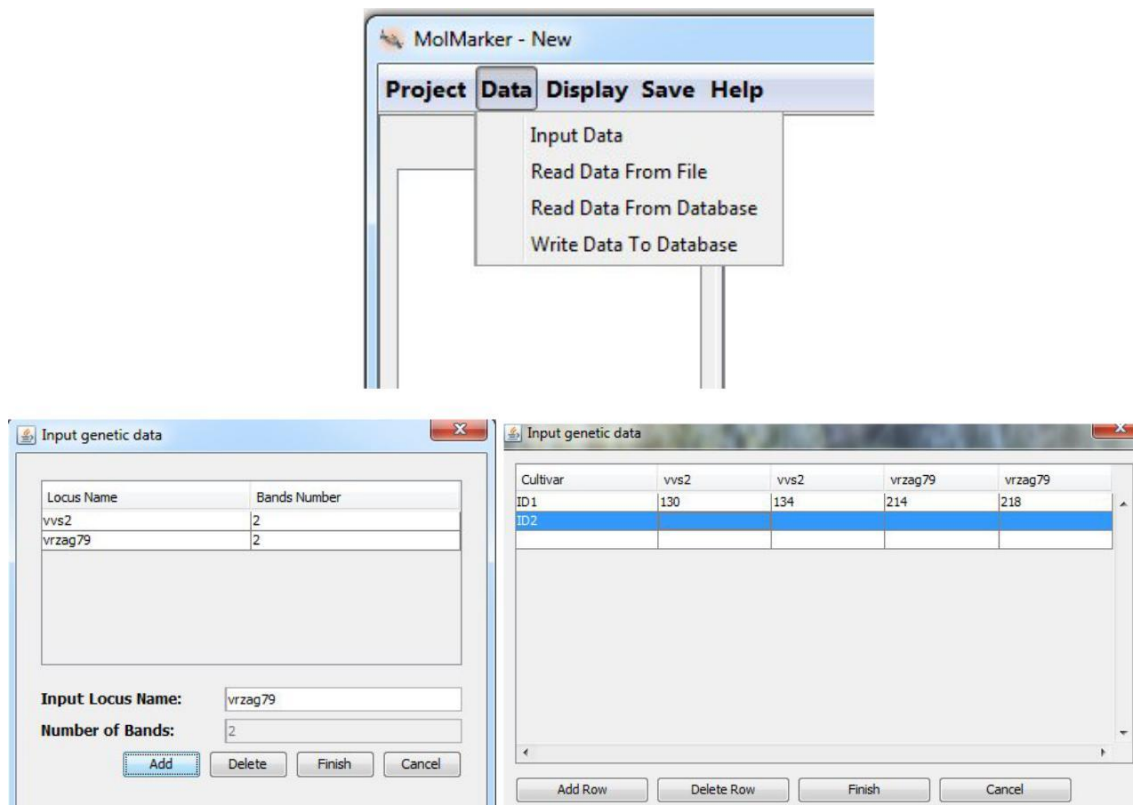 MolMarker - New
Project Data Display Save Help
Input Data
Read Data From File
Read Data From Database
Write Data To Database
Input genetic data
Locus Name Bands Number
vvs2 2
vrzag79 2
Input Locus Name: vrzag79
Number of Bands: 2
Add Delete Finish Cancel
Input genetic data
Cultivar vvs2 vvs2 vrzag79 vrzag79
ID1 130 134 214 218
ID2
Add Row Delete Row Finish Cancel